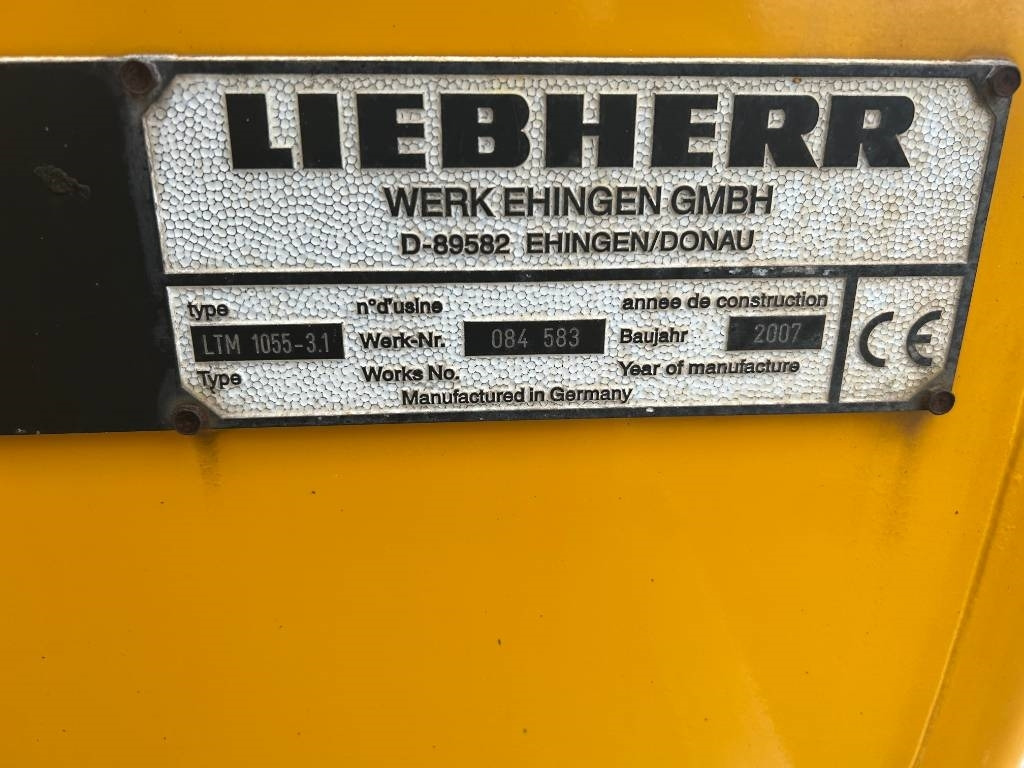 LIEBHERR
WERK EHINGEN GMBH
D-89582 EHINGEN/DONAU
type n°d'usine annee de construction
LTM 1055-3.1 Werk-Nr. 084 583 Baujahr 2007
Type Works No. Year of manufacture
Manufactured in Germany
CE